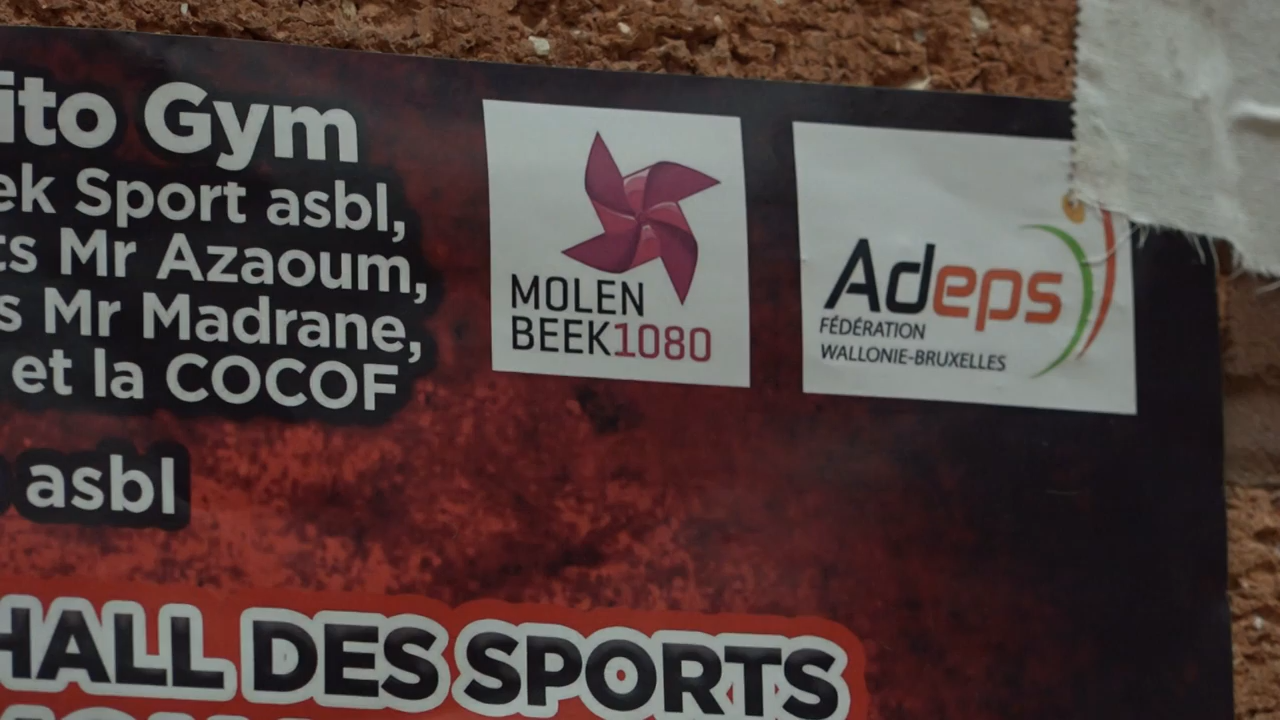 ito Gym
ek Sport asbl,
ts Mr Azaoum,
s Mr Madrane,
et la COCOF
asbl
MOLEN
BEEK1080
Adeps
FÉDÉRATION
WALLONIE-BRUXELLES
HALL DES SPORTS